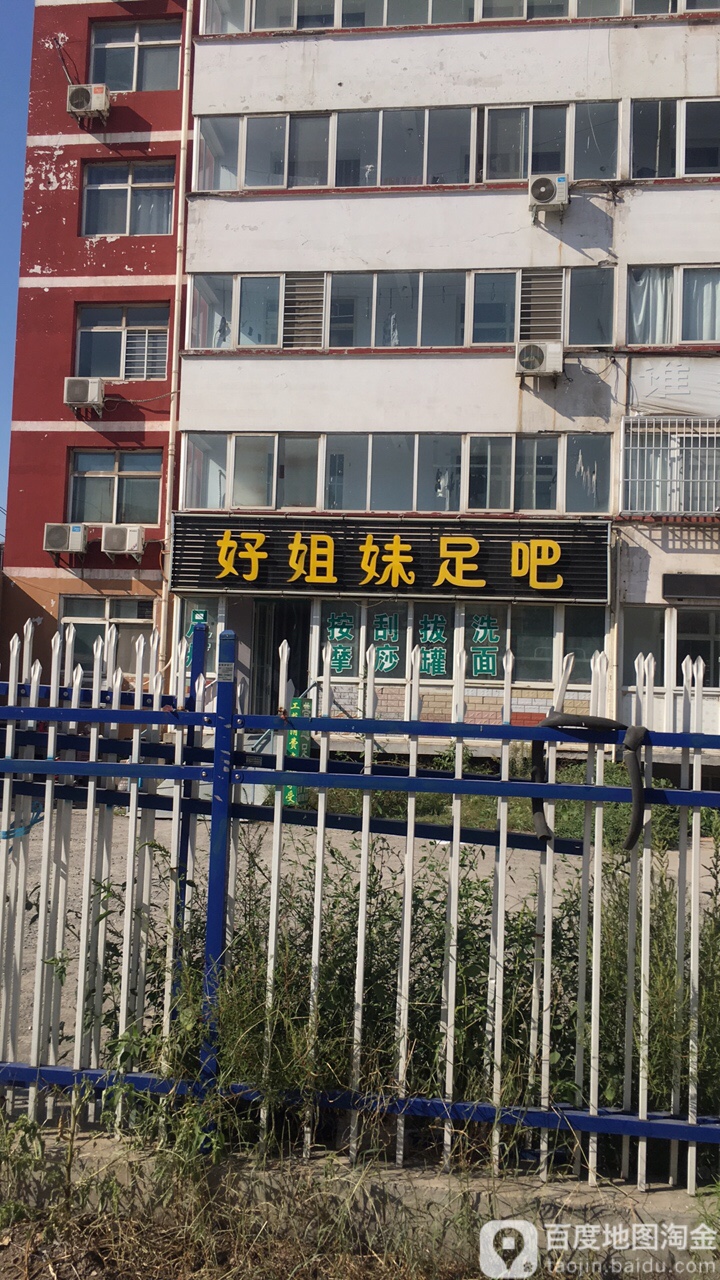 好姐妹足吧
按摩
刮痧
拔罐
洗面
百度地图淘金
taojin.baidu.com